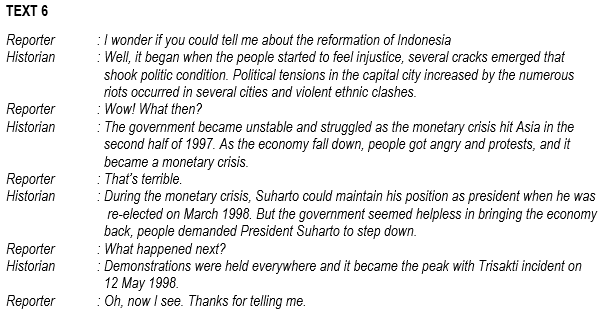 TEXT 6
Reporter : I wonder if you could tell me about the reformation of Indonesia
Historian : Well, it began when the people started to feel injustice, several cracks emerged that
shook politic condition. Political tensions in the capital city increased by the numerous
riots occurred in several cities and violent ethnic clashes.
Reporter : Wow! What then?
Historian : The government became unstable and struggled as the monetary crisis hit Asia in the
second half of 1997. As the economy fall down, people got angry and protests, and it
became a monetary crisis.
Reporter : That's terrible.
Historian : During the monetary crisis, Suharto could maintain his position as president when he was
re-elected on March 1998. But the government seemed helpless in bringing the economy
back, people demanded President Suharto to step down.
Reporter : What happened next?
Historian : Demonstrations were held everywhere and it became the peak with Trisakti incident on
12 May 1998.
Reporter : Oh, now I see. Thanks for telling me.